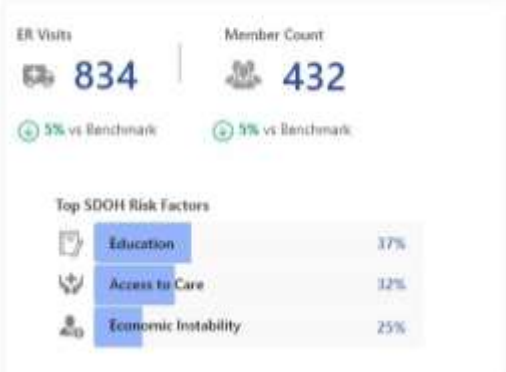 ER Visits
Member Count
834
432
5% vs Benchmark
5% vs Benchmark
Top SDOH Risk Factors
Education 37%
Access to Care 32%
Economic Instability 25%